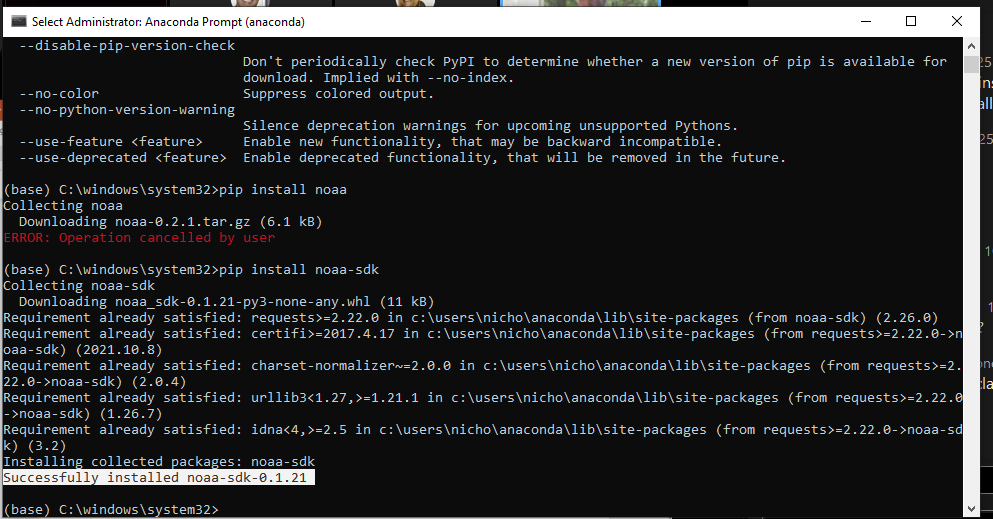 Select Administrator: Anaconda Prompt (anaconda)
--disable-pip-version-check
Don't periodically check PyPI to determine whether a new version of pip is available for
download. Implied with --no-index.
--no-color Suppress colored output.
--no-python-version-warning
Silence deprecation warnings for upcoming unsupported Pythons.
--use-feature <feature> Enable new functionality, that may be backward incompatible.
--use-deprecated <feature> Enable deprecated functionality, that will be removed in the future.
(base) C:\windows\system32>pip install noaa
Collecting noaa
Downloading noaa-0.2.1.tar.gz (6.1 kB)
ERROR: Operation cancelled by user
(base) C:\windows\system32>pip install noaa-sdk
Collecting noaa-sdk
Downloading noaa_sdk-0.1.21-py3-none-any.whl (11 kB)
Requirement already satisfied: requests>=2.22.0 in c:\users\nicho\anaconda\lib\site-packages (from noaa-sdk) (2.26.0)
Requirement already satisfied: certifi>=2017.4.17 in c:\users\nicho\anaconda\lib\site-packages (from requests>=2.22.0->n
oaa-sdk) (2021.10.8)
Requirement already satisfied: charset-normalizer~=2.0.0 in c:\users\nicho\anaconda\lib\site-packages (from requests>=2.
22.0->noaa-sdk) (2.0.4)
Requirement already satisfied: urllib3<1.27,>=1.21.1 in c:\users\nicho\anaconda\lib\site-packages (from requests>=2.22.0
->noaa-sdk) (1.26.7)
Requirement already satisfied: idna<4,>=2.5 in c:\users\nicho\anaconda\lib\site-packages (from requests>=2.22.0->noaa-sd
k) (3.2)
Installing collected packages: noaa-sdk
Successfully installed noaa-sdk-0.1.21
(base) C:\windows\system32>